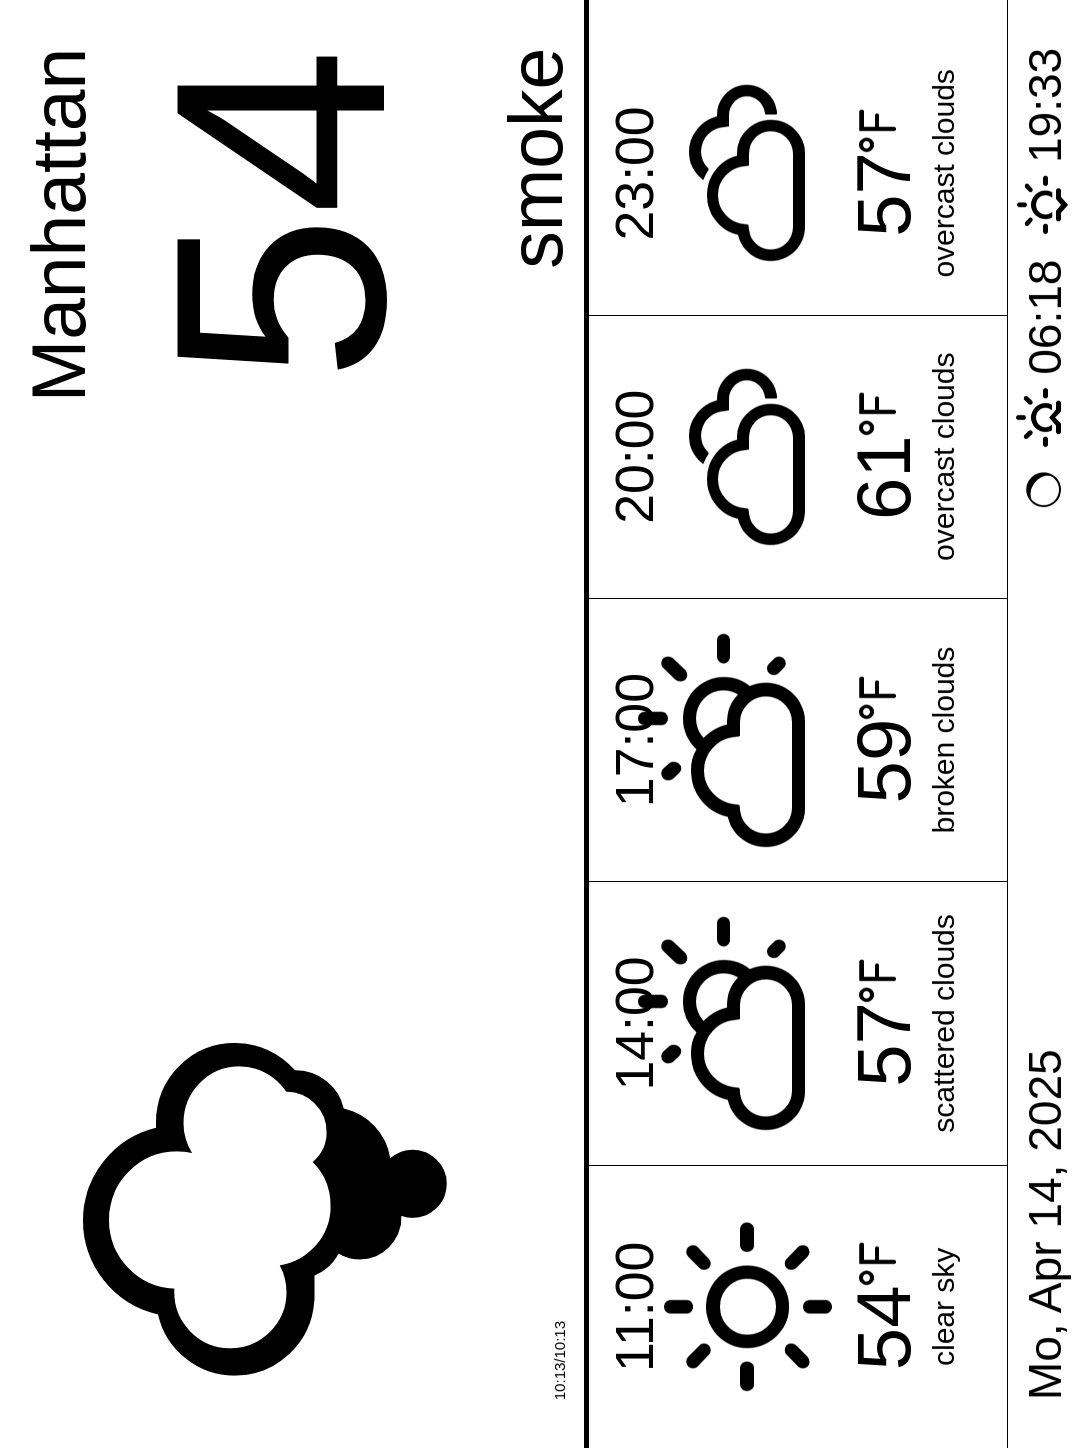 Manhattan
54
smoke
10:13/10:13
11:00
54°F
clear sky
14:00
57°F
scattered clouds
17:00
59°F
broken clouds
20:00
61°F
overcast clouds
23:00
57°F
overcast clouds
Mo, Apr 14, 2025
06:18
19:33